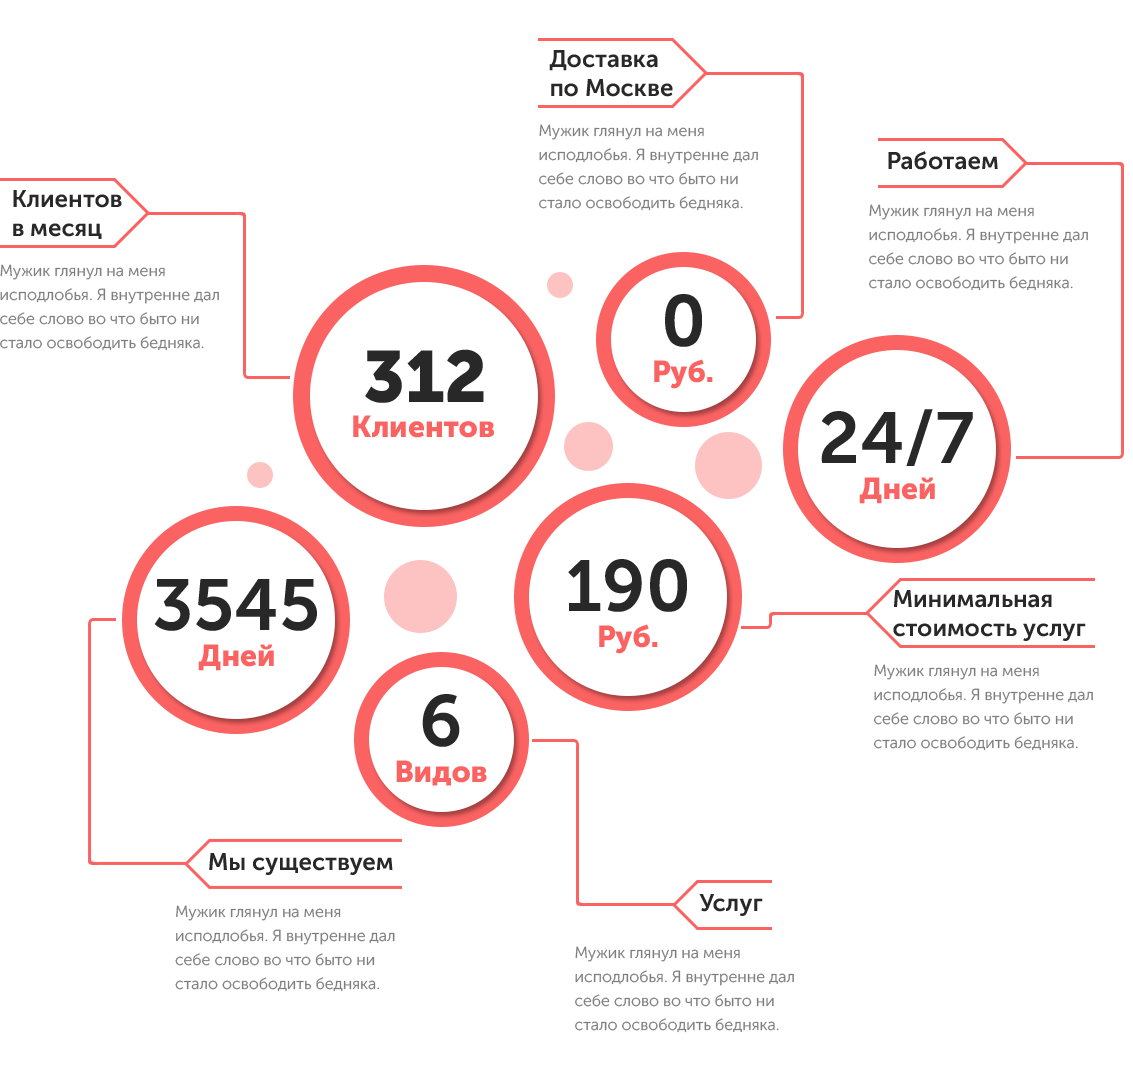 Доставка
по Москве
Мужик глянул на меня
исподлобья. Я внутренне дал
себе слово во что быто ни
стало освободить бедняка.
Работаем
Мужик глянул на меня
исподлобья. Я внутренне дал
себе слово во что быто ни
стало освободить бедняка.
Клиентов
в месяц
Мужик глянул на меня
исподлобья. Я внутренне дал
себе слово во что быто ни
стало освободить бедняка.
312
Клиентов
0
Руб.
24/7
Дней
3545
Дней
190
Руб.
6
Видов
Минимальная
стоимость услуг
Мужик глянул на меня
исподлобья. Я внутренне дал
себе слово во что быто ни
стало освободить бедняка.
Мы существуем
Мужик глянул на меня
исподлобья. Я внутренне дал
себе слово во что быто ни
стало освободить бедняка.
Услуг
Мужик глянул на меня
исподлобья. Я внутренне дал
себе слово во что быто ни
стало освободить бедняка.